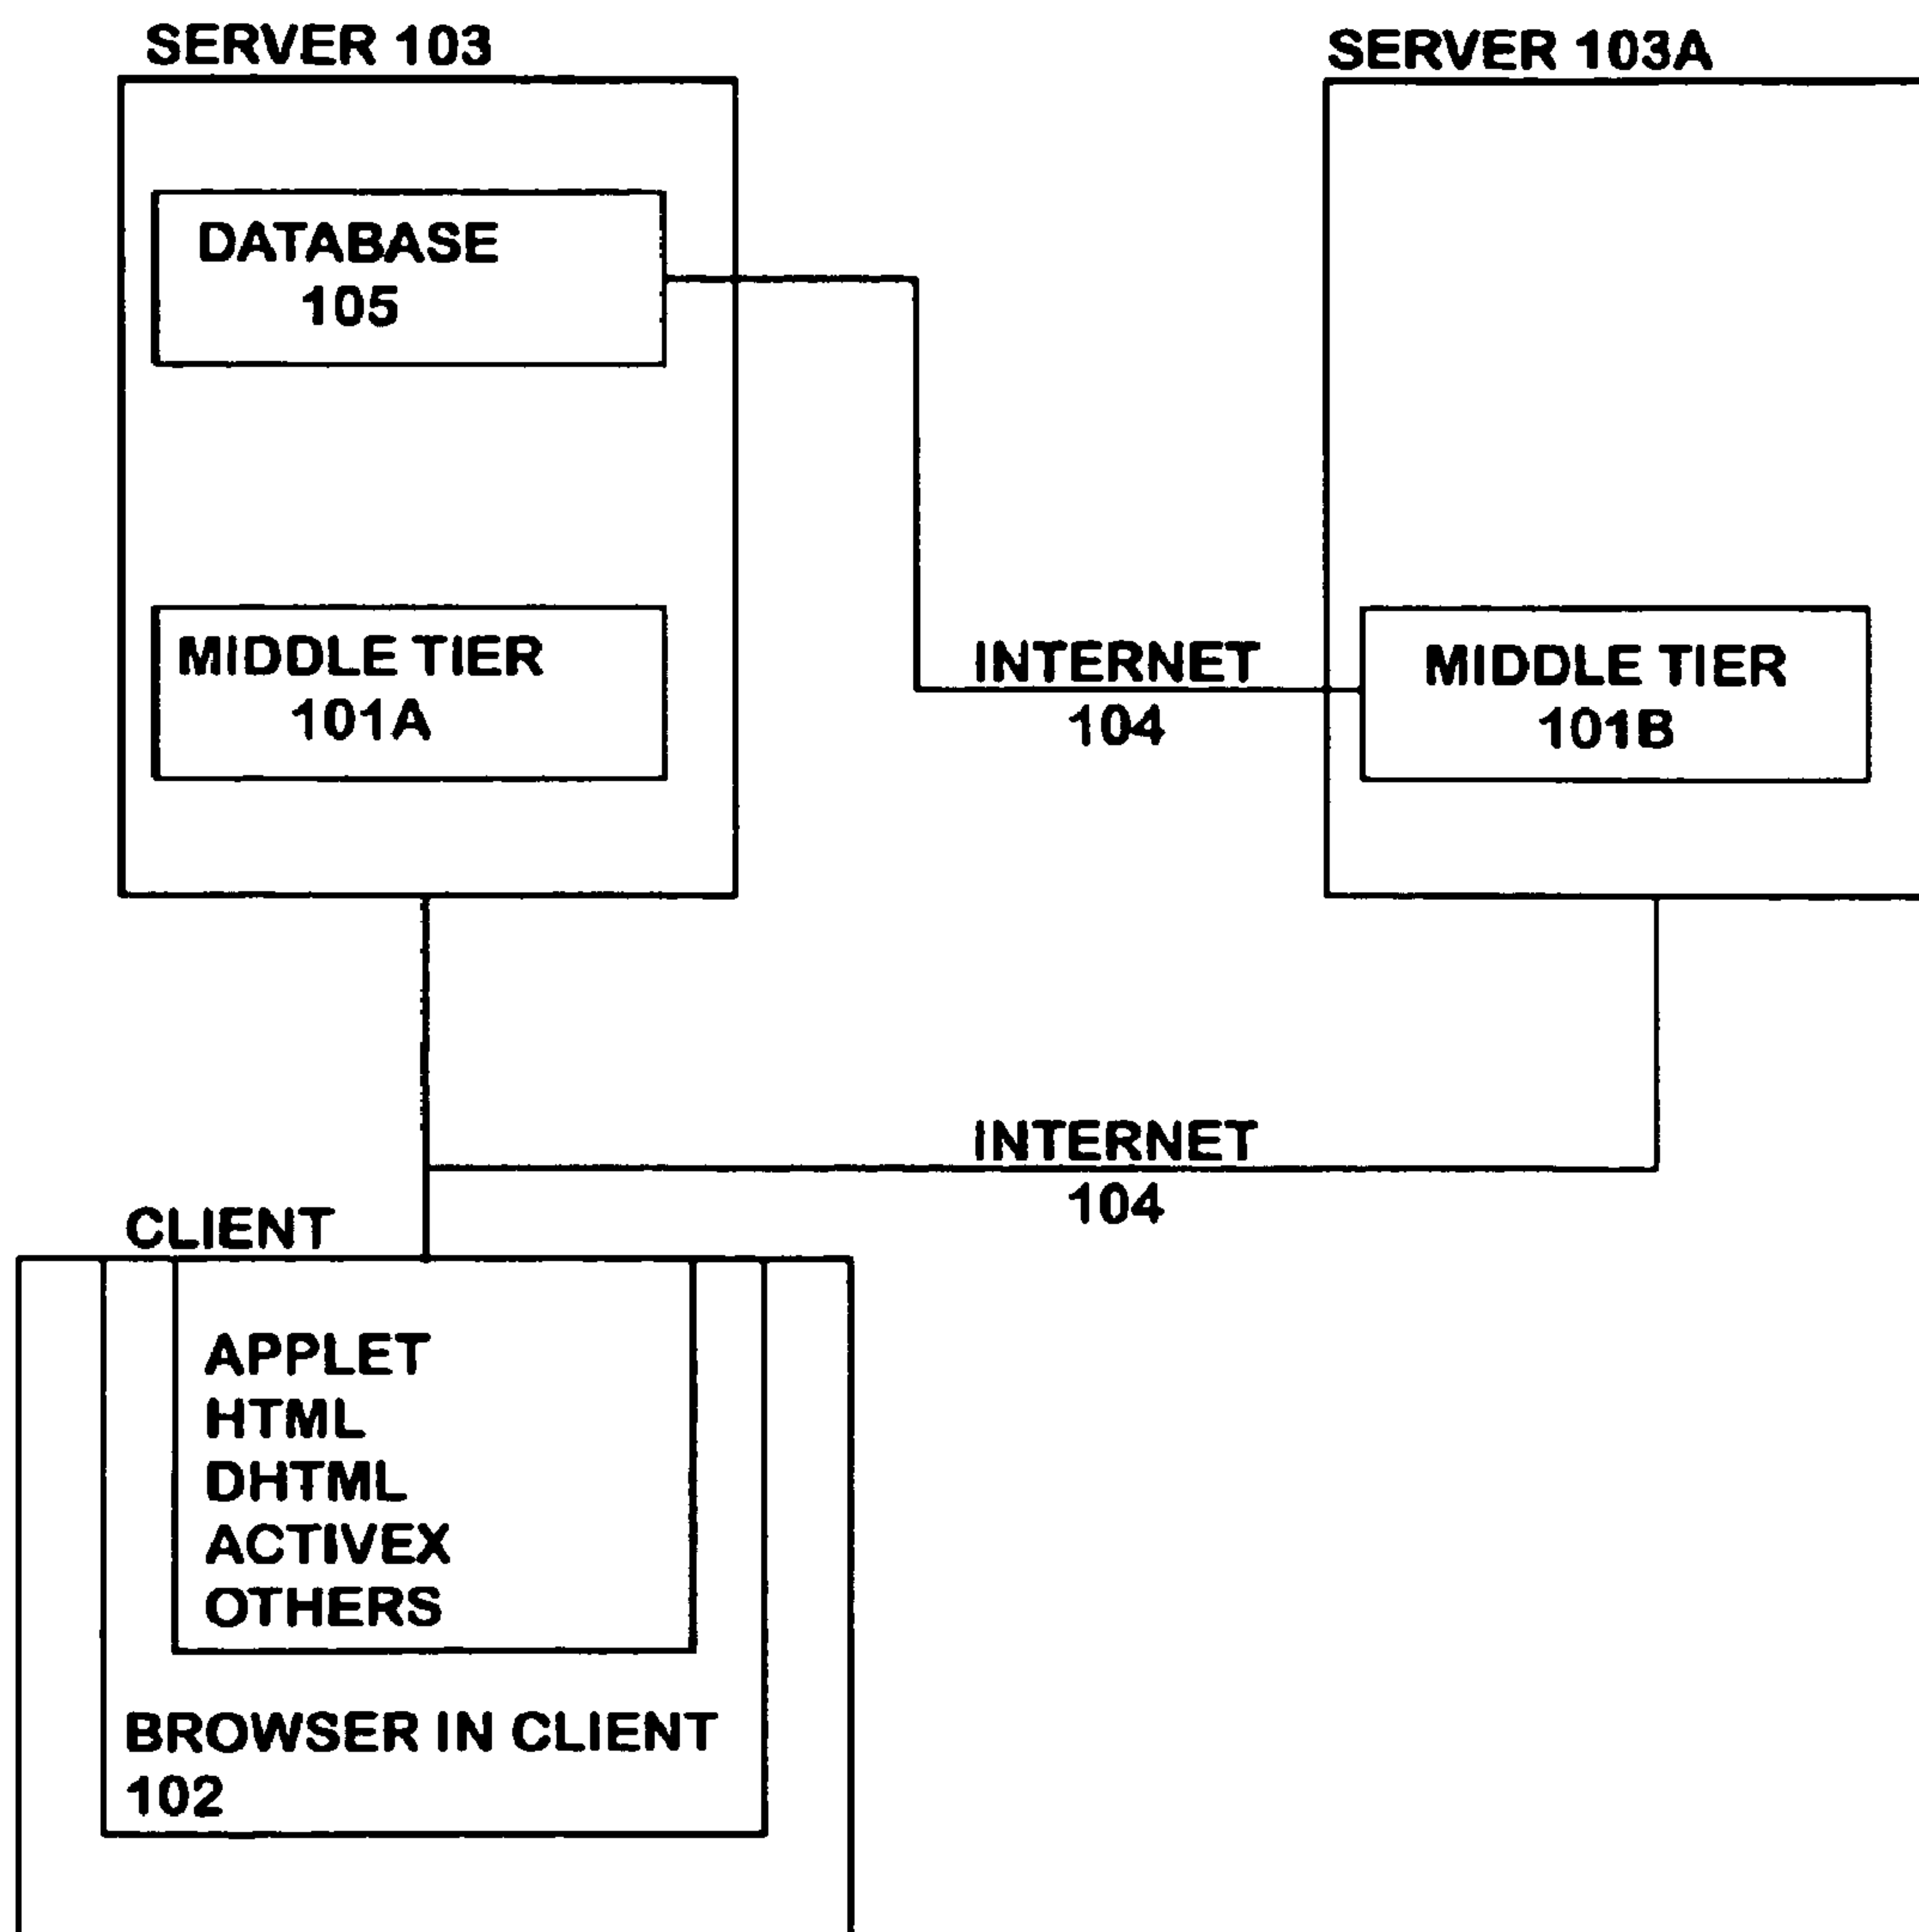 SERVER 103
SERVER 103A
DATABASE
105
MIDDLE TIER
101A
INTERNET
104
MIDDLE TIER
101B
INTERNET
104
CLIENT
APPLET
HTML
DHTML
ACTIVEX
OTHERS
BROWSER IN CLIENT
102